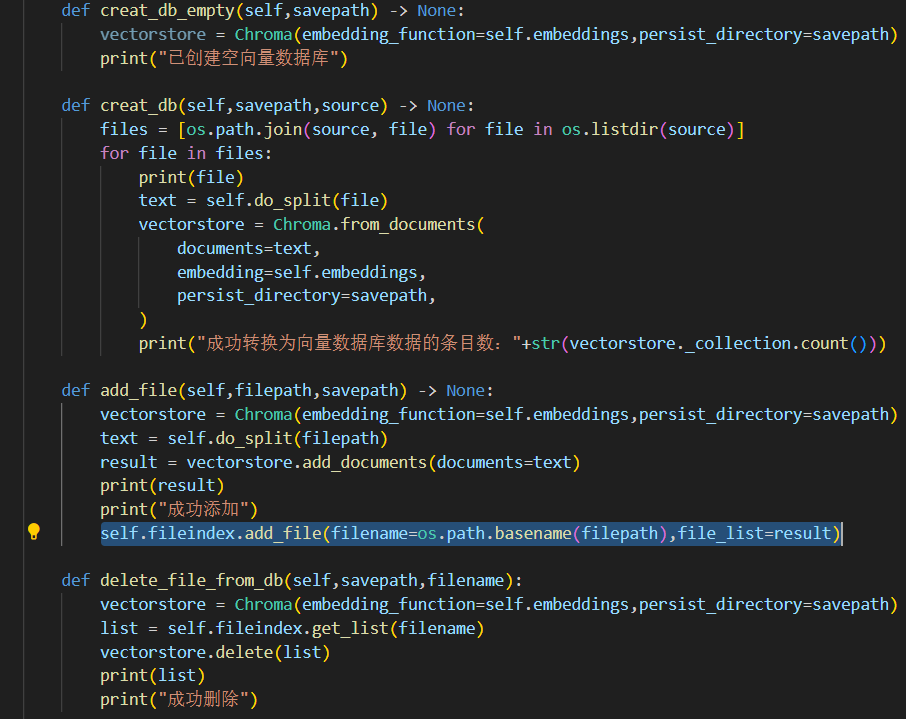 def creat_db_empty(self,savepath) -> None:
vectorstore = Chroma(embedding_function=self.embeddings,persist_directory=savepath)
print("已创建空向量数据库")
def creat_db(self,savepath,source) -> None:
files = [os.path.join(source, file) for file in os.listdir(source)]
for file in files:
print(file)
text = self.do_split(file)
vectorstore = Chroma.from_documents(
documents=text,
embedding=self.embeddings,
persist_directory=savepath,
)
print("成功转换为向量数据库数据的条目数："+str(vectorstore._collection.count()))
def add_file(self,filepath,savepath) -> None:
vectorstore = Chroma(embedding_function=self.embeddings,persist_directory=savepath)
text = self.do_split(filepath)
result = vectorstore.add_documents(documents=text)
print(result)
print("成功添加")
self.fileindex.add_file(filename=os.path.basename(filepath),file_list=result)
def delete_file_from_db(self,savepath,filename):
vectorstore = Chroma(embedding_function=self.embeddings,persist_directory=savepath)
list = self.fileindex.get_list(filename)
vectorstore.delete(list)
print(list)
print("成功删除")